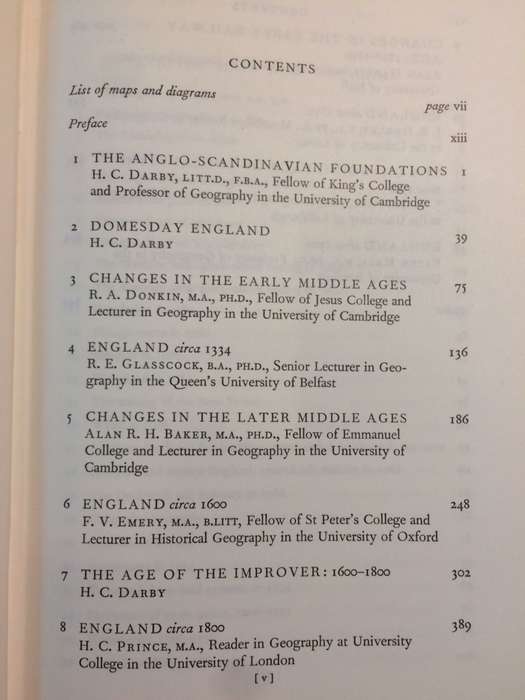 CONTENTS
List of maps and diagrams page vii
Preface xiii
1 THE ANGLO-SCANDINAVIAN FOUNDATIONS 1
H. C. DARBY, LITT.D., F.B.A., Fellow of King's College
and Professor of Geography in the University of Cambridge
2 DOMESDAY ENGLAND 39
H. C. DARBY
3 CHANGES IN THE EARLY MIDDLE AGES 75
R. A. DONKIN, M.A., PH.D., Fellow of Jesus College and
Lecturer in Geography in the University of Cambridge
4 ENGLAND circa 1334 136
R. E. GLASSCOCK, B.A., PH.D., Senior Lecturer in Geo-
graphy in the Queen's University of Belfast
5 CHANGES IN THE LATER MIDDLE AGES 186
ALAN R. H. BAKER, M.A., PH.D., Fellow of Emmanuel
College and Lecturer in Geography in the University of
Cambridge
6 ENGLAND circa 1600 248
F. V. EMERY, M.A., B.LITT, Fellow of St Peter's College and
Lecturer in Historical Geography in the University of Oxford
7 THE AGE OF THE IMPROVER: 1600–1800 302
H. C. DARBY
8 ENGLAND circa 1800 389
H. C. PRINCE, M.A., Reader in Geography at University
College in the University of London
[ v ]